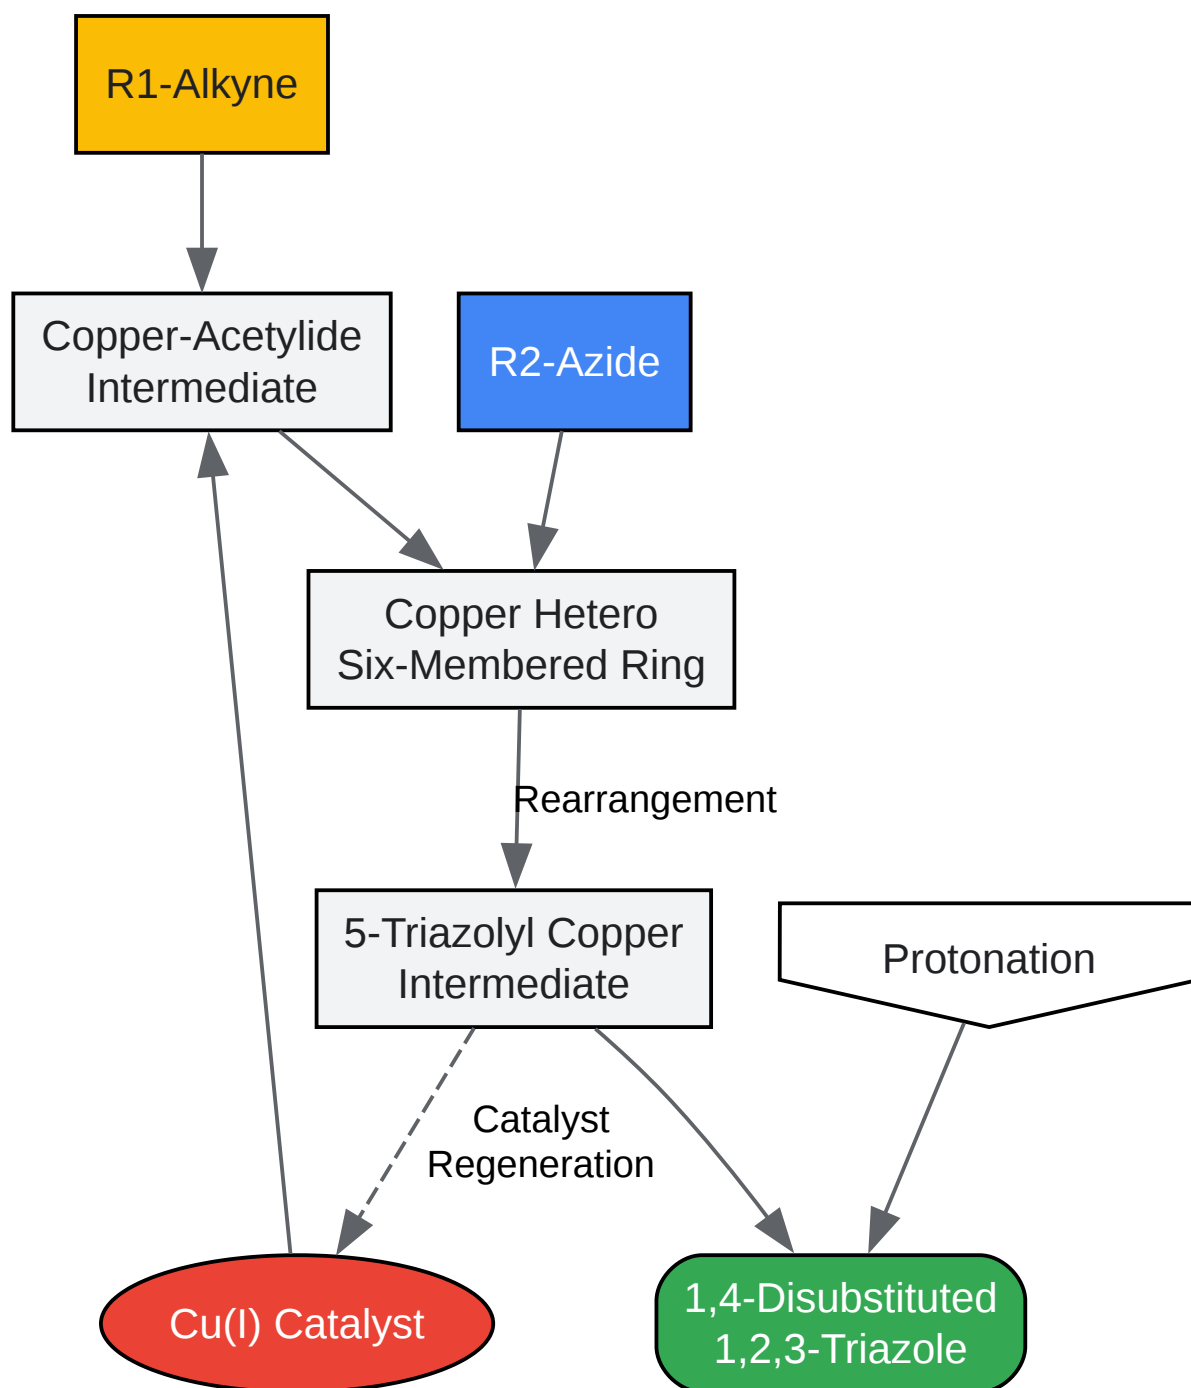 R1-Alkyne
Copper-Acetylide
Intermediate
R2-Azide
Copper Hetero
Six-Membered Ring
Rearrangement
5-Triazolyl Copper
Intermediate
Protonation
Catalyst
Regeneration
Cu(I) Catalyst
1,4-Disubstituted
1,2,3-Triazole